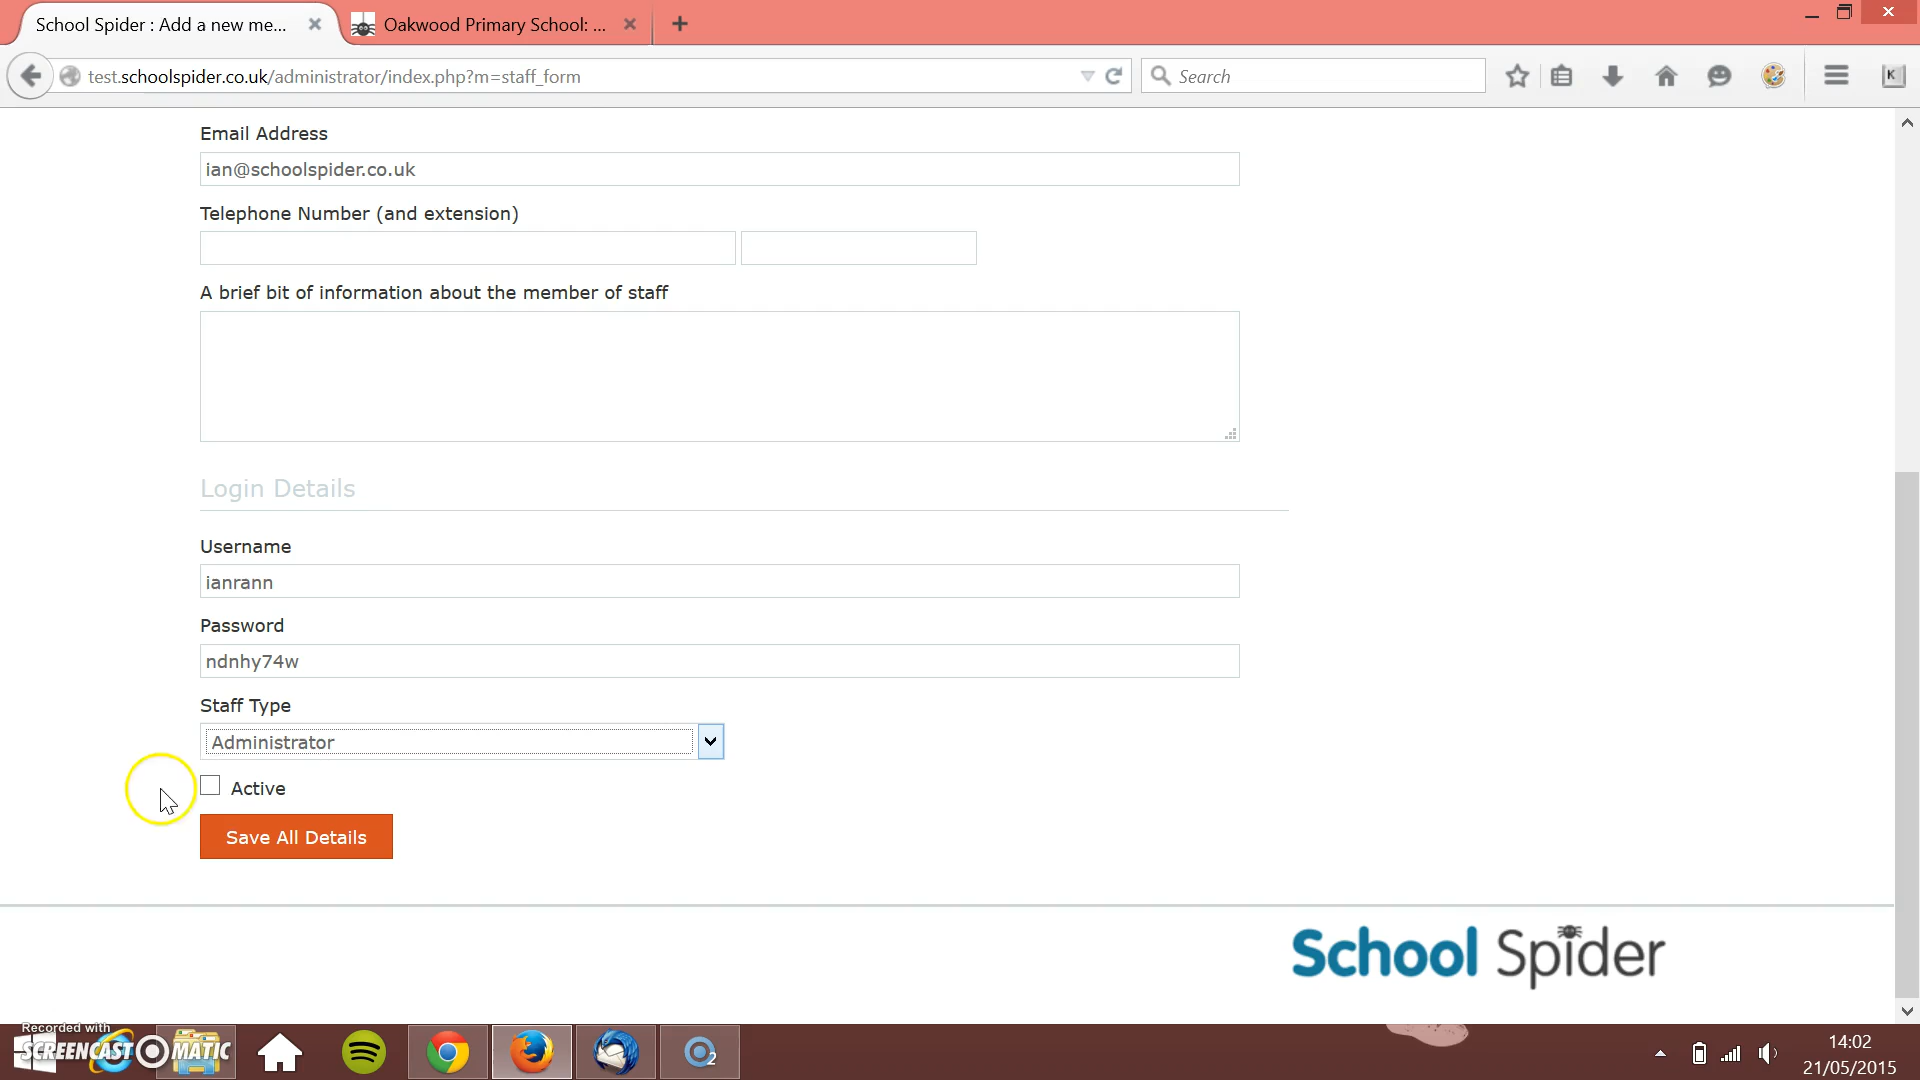 School Spider : Add a new me...
Oakwood Primary School: ...
test.schoolspider.co.uk/administrator/index.php?m=staff_form
Search
K
Email Address
ian@schoolspider.co.uk
Telephone Number (and extension)
A brief bit of information about the member of staff
Login Details
Username
ianrann
Password
ndnhy74w
Staff Type
Administrator
Active
Save All Details
School Spider
Recorded with
SCREENCAST MATIC
2
14:02
21/05/2015